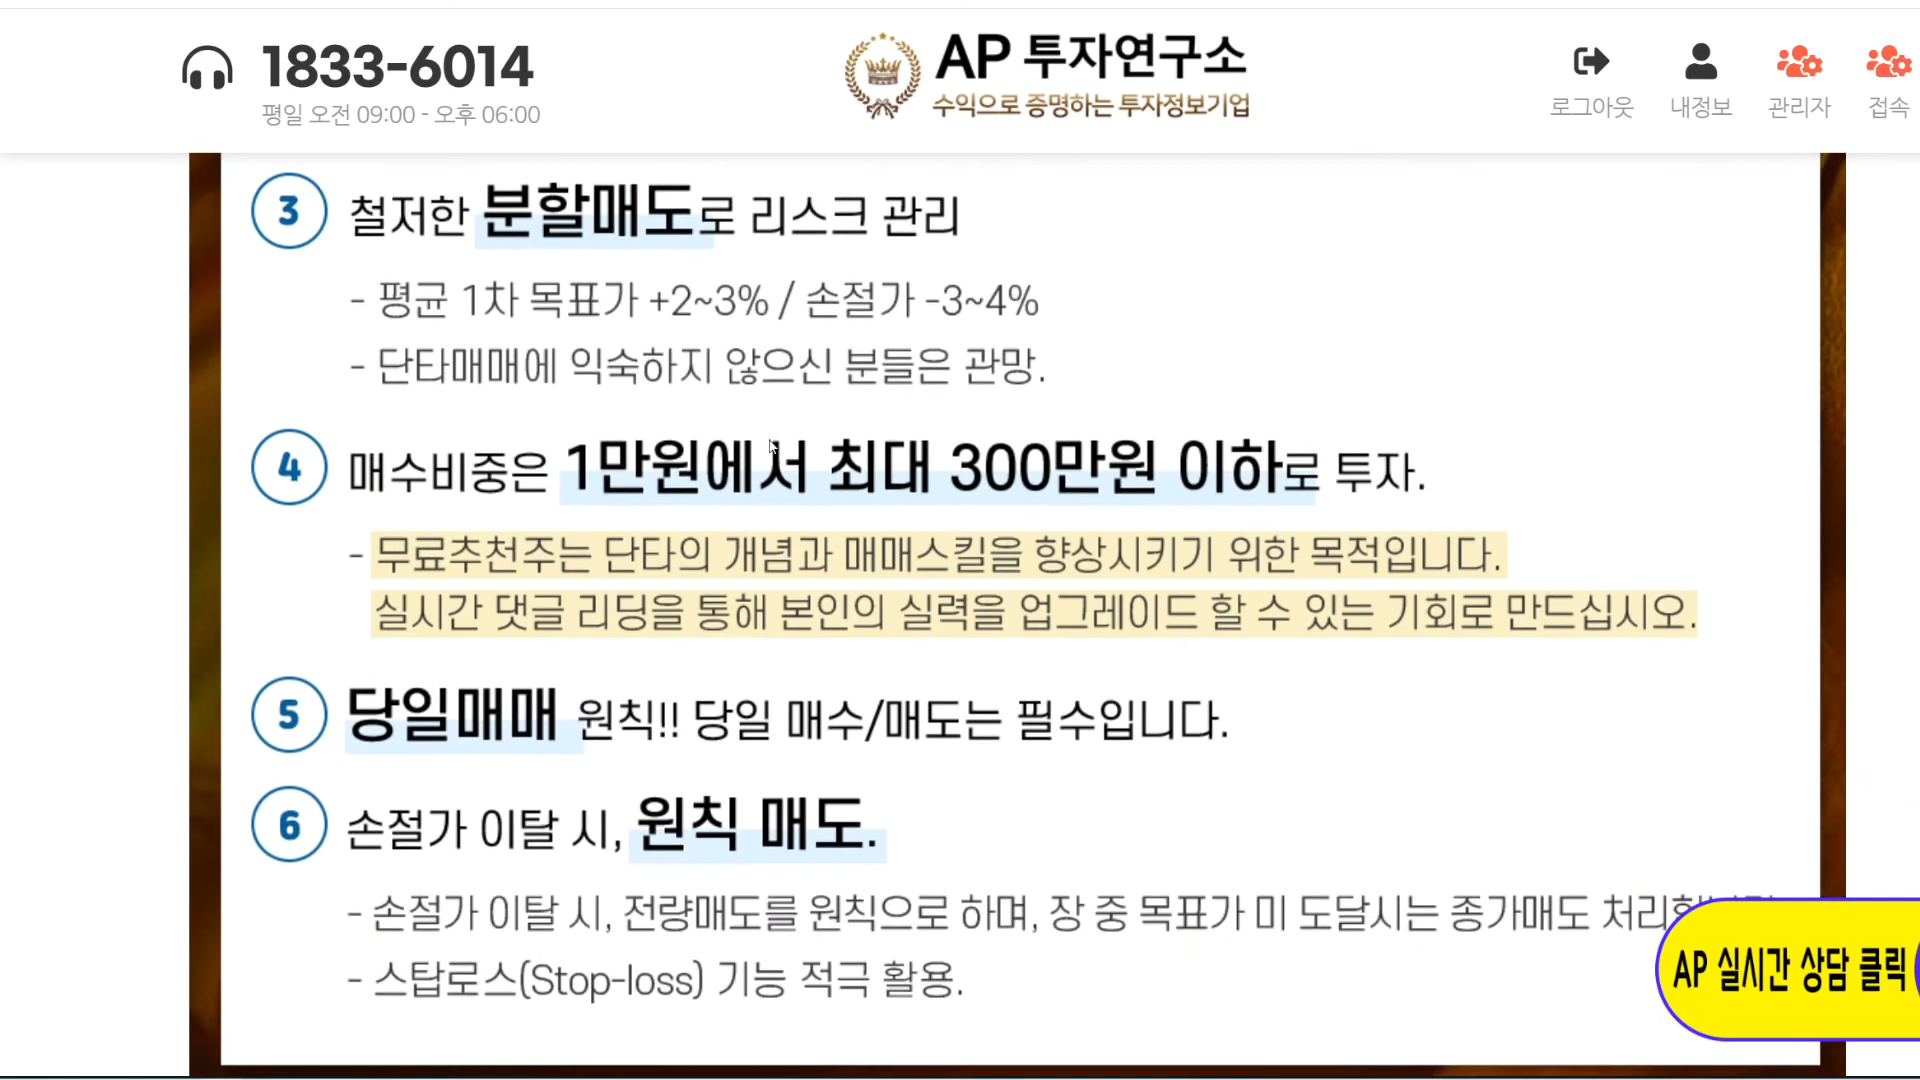 1833-6014
평일 오전 09:00 - 오후 06:00
AP 투자연구소
수익으로 증명하는 투자정보기업
로그아웃
내정보
관리자
접속
3 철저한 분할매도로 리스크 관리
- 평균 1차 목표가 +2~3% / 손절가 -3~4%
- 단타매매에 익숙하지 않으신 분들은 관망.
4 매수비중은 1만원에서 최대 300만원 이하로 투자.
- 무료추천주는 단타의 개념과 매매스킬을 향상시키기 위한 목적입니다.
실시간 댓글 리딩을 통해 본인의 실력을 업그레이드 할 수 있는 기회로 만드십시오.
5 당일매매 원칙!! 당일 매수/매도는 필수입니다.
6 손절가 이탈 시, 원칙 매도.
- 손절가 이탈 시, 전량매도를 원칙으로 하며, 장 중 목표가 미 도달시는 종가매도
- 스탑로스(Stop-loss) 기능 적극 활용.
AP 실시간 상담 클릭